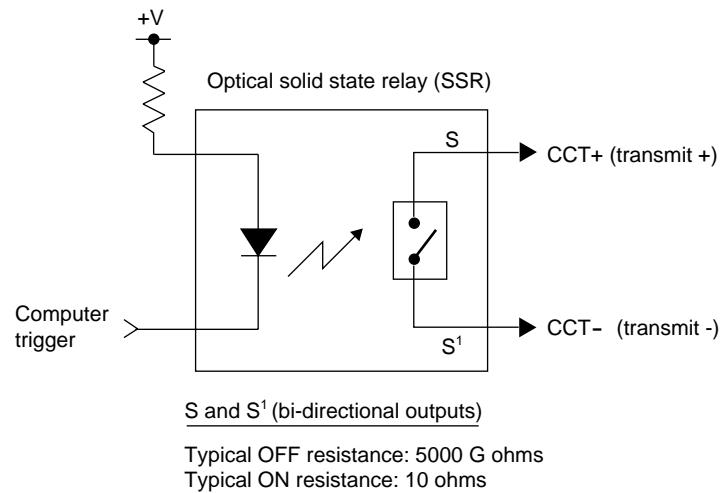 +V
Optical solid state relay (SSR)
S
CCT+ (transmit +)
Computer
trigger
CCT− (transmit -)
S¹
S and S¹ (bi-directional outputs)
Typical OFF resistance: 5000 G ohms
Typical ON resistance: 10 ohms